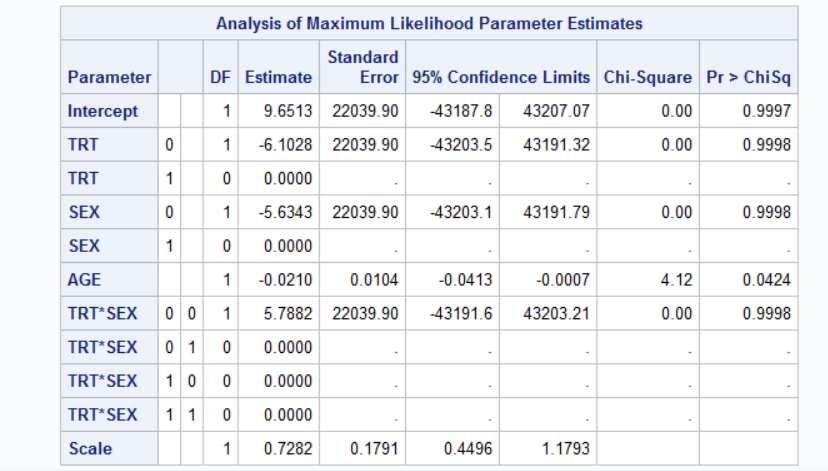 Analysis of Maximum Likelihood Parameter Estimates
Parameter DF Estimate Standard Error 95% Confidence Limits Chi-Square Pr > ChiSq
Intercept 1 9.6513 22039.90 -43187.8 43207.07 0.00 0.9997
TRT 0 1 -6.1028 22039.90 -43203.5 43191.32 0.00 0.9998
TRT 1 0 0.0000 . . . . .
SEX 0 1 -5.6343 22039.90 -43203.1 43191.79 0.00 0.9998
SEX 1 0 0.0000 . . . . .
AGE 1 -0.0210 0.0104 -0.0413 -0.0007 4.12 0.0424
TRT*SEX 0 0 1 5.7882 22039.90 -43191.6 43203.21 0.00 0.9998
TRT*SEX 0 1 0 0.0000 . . . . .
TRT*SEX 1 0 0 0.0000 . . . . .
TRT*SEX 1 1 0 0.0000 . . . . .
Scale 1 0.7282 0.1791 0.4496 1.1793